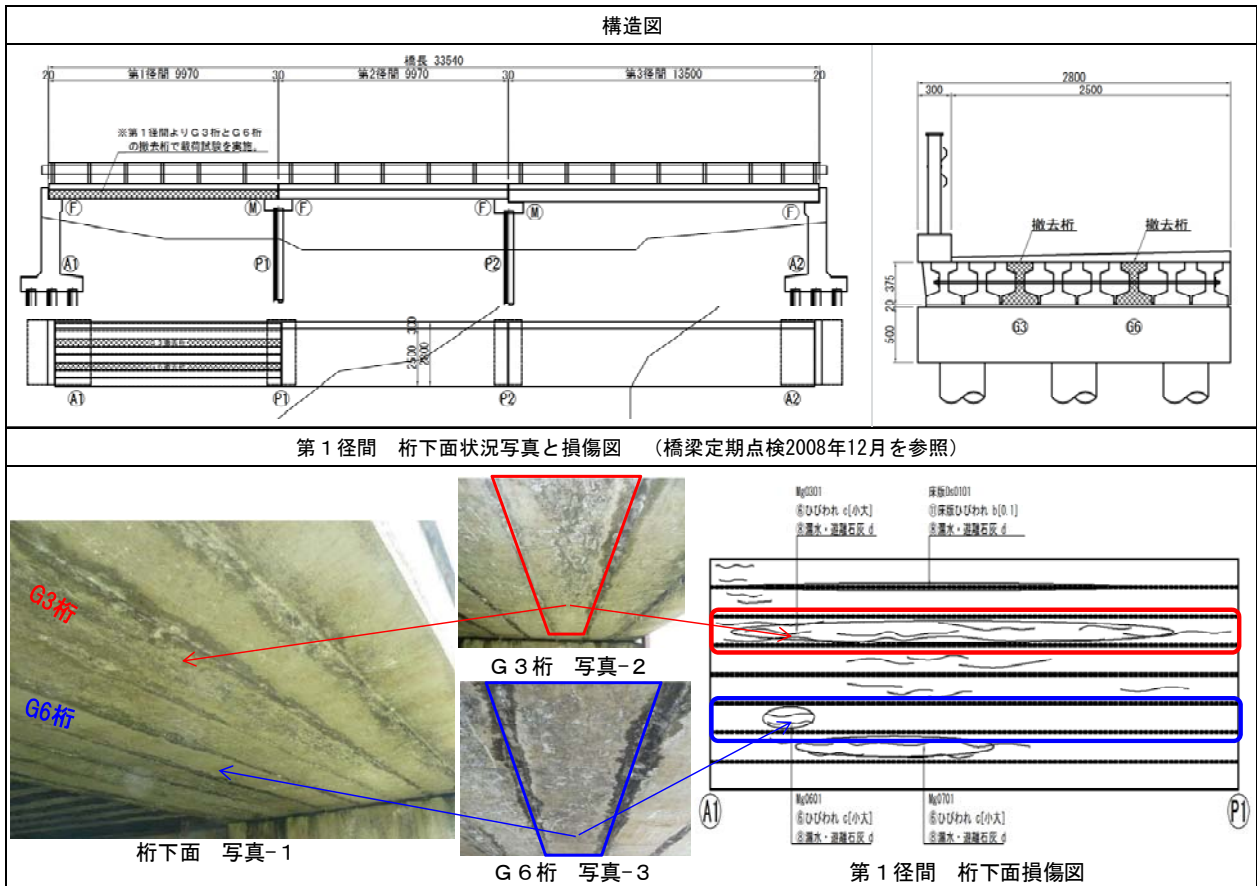 構造図
橋長 33540
20
第1径間 9970
30
第2径間 9970
30
第3径間 13500
20
※第1径間よりG3桁とG6桁
の撤去桁で載荷試験を実施。
F
M
F
F
M
F
A1
P1
P2
A2
300
2500
2800
A1
P1
P2
A2
2800
300
2500
撤去桁
撤去桁
375
20
500
G3
G6
第1径間 桁下面状況写真と損傷図 (橋梁定期点検2008年12月を参照)
G3桁
G6桁
桁下面 写真-1
G3桁 写真-2
G6桁 写真-3
Mg0301
⑥ひびわれ c[小大]
⑧漏水・遊離石灰 d
床版Ds0101
⑪床版ひびわれ b[0.1]
⑧漏水・遊離石灰 d
A1
P1
Mg0601
⑥ひびわれ c[小大]
⑧漏水・遊離石灰 d
Mg0701
⑥ひびわれ c[小大]
⑧漏水・遊離石灰 d
第1径間 桁下面損傷図